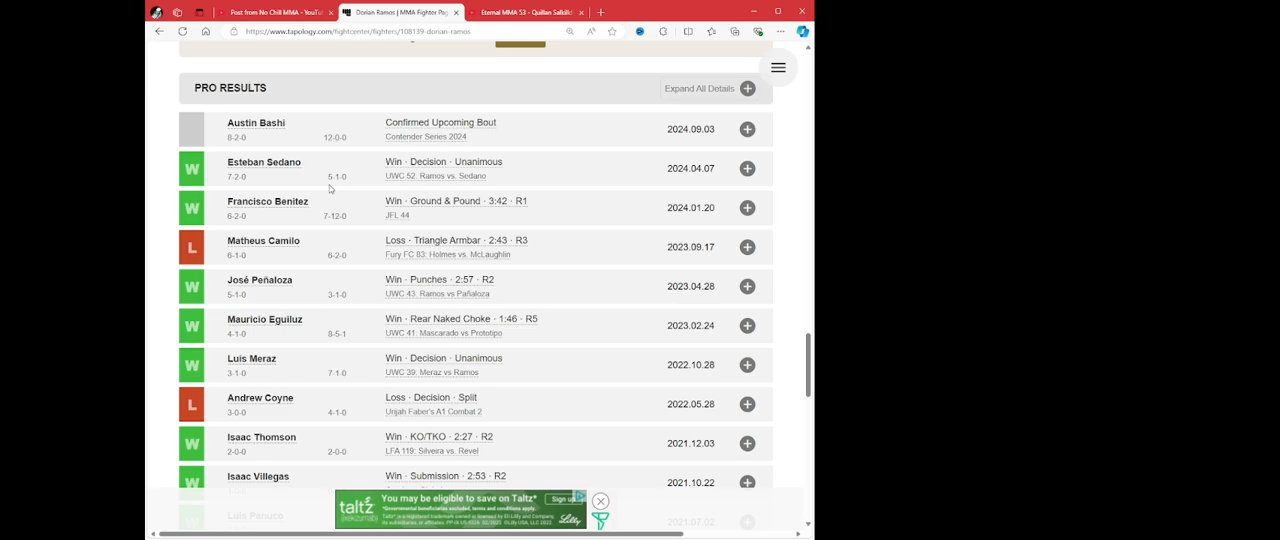 Post from No Chill MMA - YouTu
Dorian Ramos | MMA Fighter Pag
Eternal MMA 53 - Quillan Salkilld
https://www.tapology.com/fightcenter/fighters/108139-dorian-ramos
PRO RESULTS
Expand All Details
Austin Bashi Confirmed Upcoming Bout 2024.09.03
8-2-0 12-0-0 Contender Series 2024
W Esteban Sedano Win · Decision · Unanimous 2024.04.07
7-2-0 5-1-0 UWC 52: Ramos vs. Sedano
W Francisco Benitez Win · Ground & Pound · 3:42 · R1 2024.01.20
6-2-0 7-12-0 JFL 44
L Matheus Camilo Loss · Triangle Armbar · 2:43 · R3 2023.09.17
6-1-0 6-2-0 Fury FC 83: Holmes vs. McLaughlin
W José Peñaloza Win · Punches · 2:57 · R2 2023.04.28
5-1-0 3-1-0 UWC 43: Ramos vs Pañaloza
W Mauricio Eguiluz Win · Rear Naked Choke · 1:46 · R5 2023.02.24
4-1-0 8-5-1 UWC 41: Mascarado vs Prototipo
W Luis Meraz Win · Decision · Unanimous 2022.10.28
3-1-0 7-1-0 UWC 39: Meraz vs Ramos
L Andrew Coyne Loss · Decision · Split 2022.05.28
3-0-0 4-1-0 Urijah Faber's A1 Combat 2
W Isaac Thomson Win · KO/TKO · 2:27 · R2 2021.12.03
2-0-0 2-0-0 LFA 119: Silveira vs. Revel
W Isaac Villegas Win · Submission · 2:53 · R2 2021.10.22
Luis Panuco 2021.07.02
taltz
(ixekizumab)
You may be eligible to save on Taltz* Sign up
Lilly